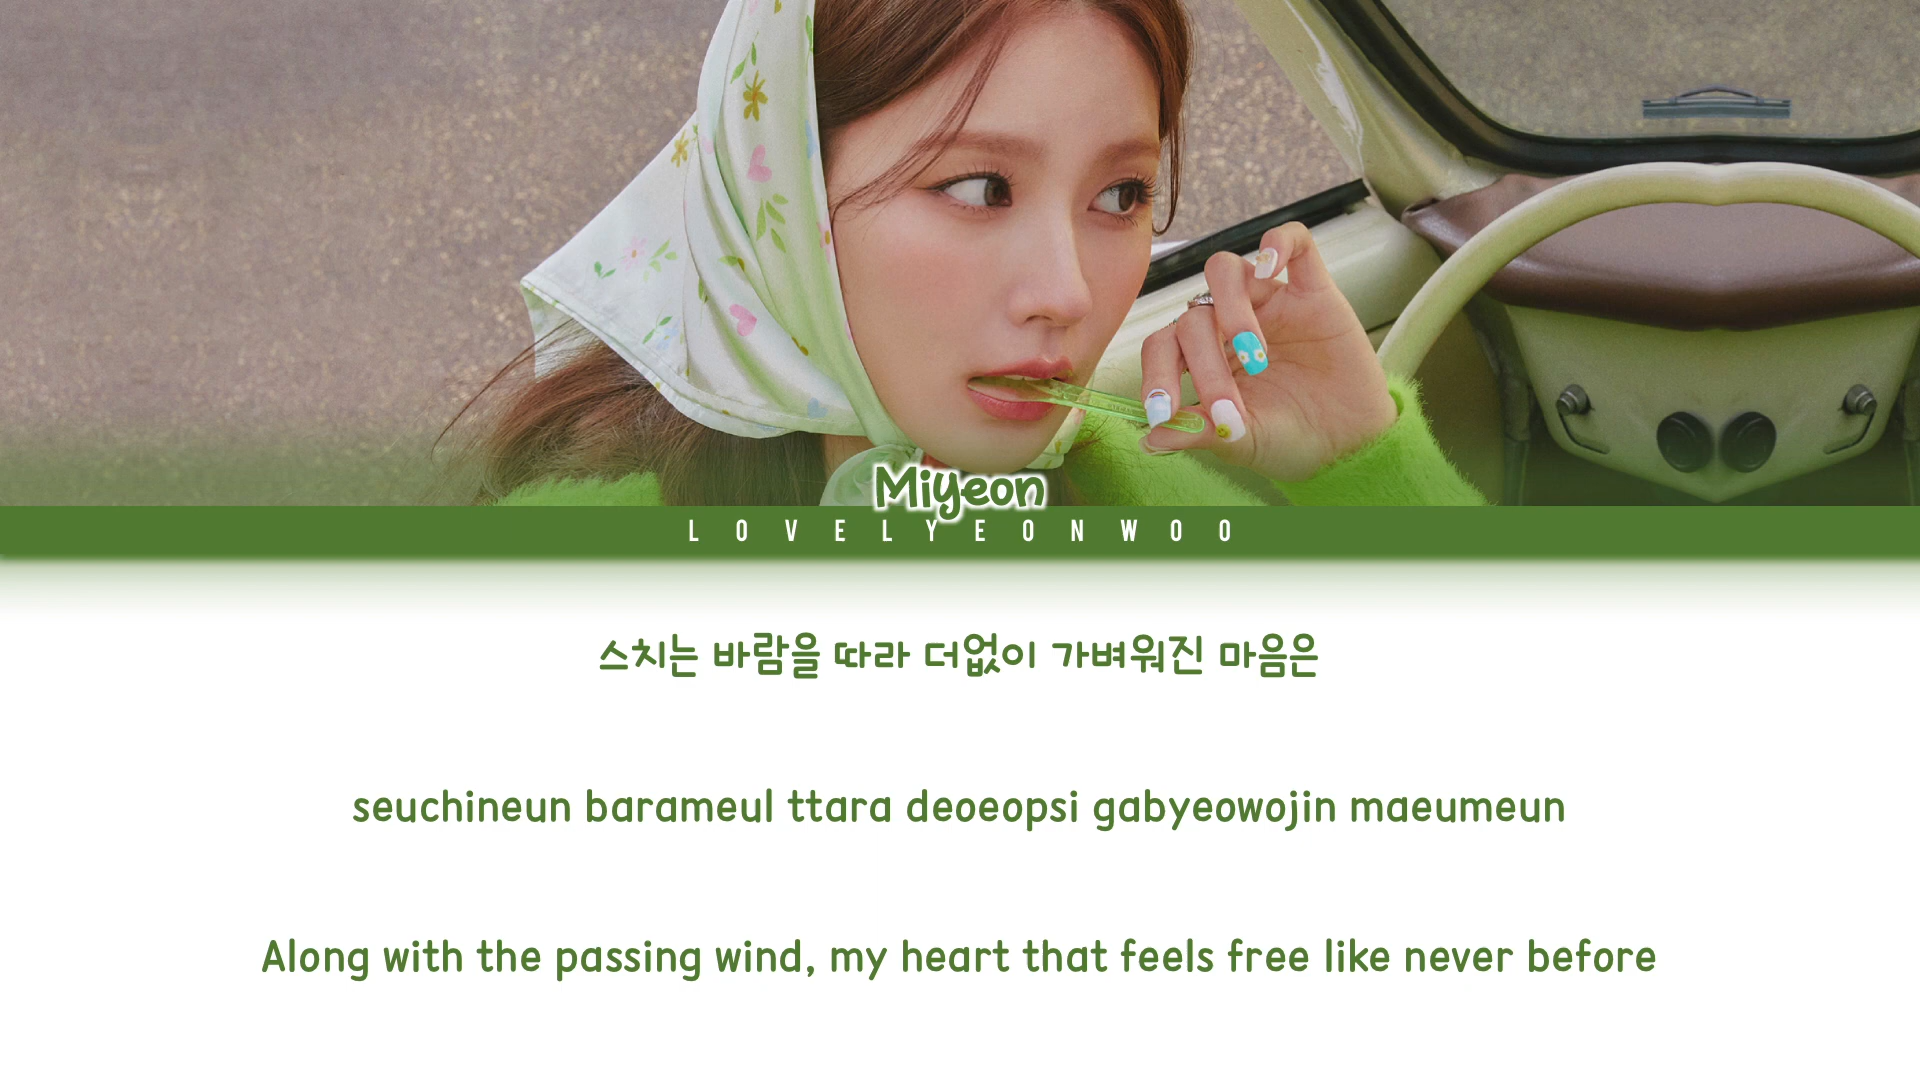 Miyeon
LOVELYEONWOO
스치는 바람을 따라 더없이 가벼워진 마음은
seuchineun barameul ttara deoeopsi gabyeowojin maeumeun
Along with the passing wind, my heart that feels free like never before